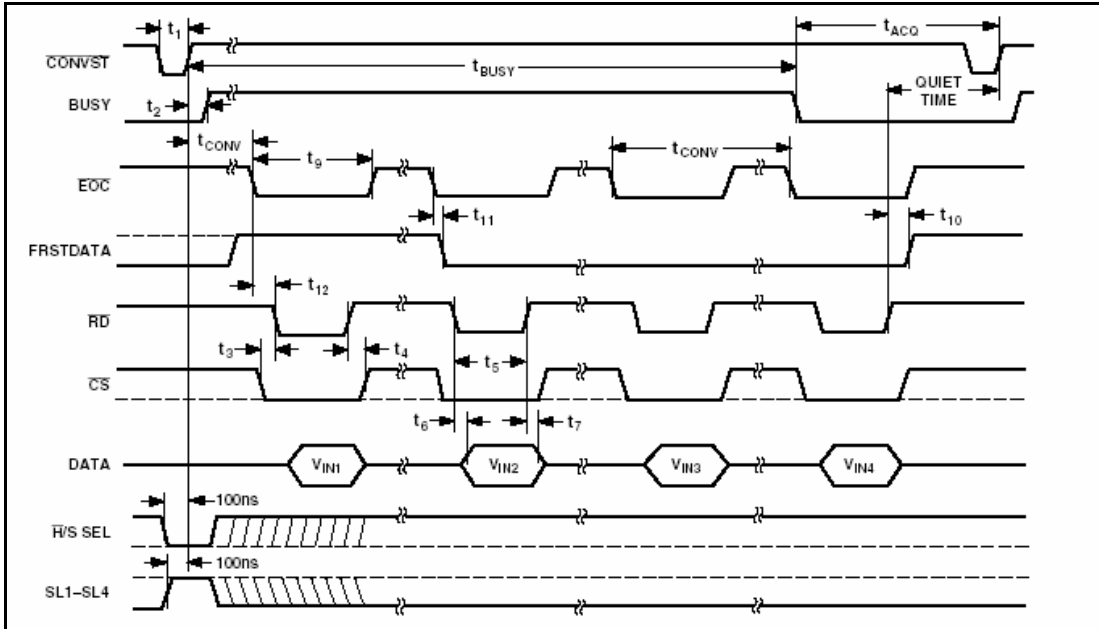 t1
tACQ
CONVST
tBUSY
QUIET
TIME
BUSY
t2
tCONV
t9
tCONV
EOC
t11
t10
FRSTDATA
t12
RD
t3
t4
t5
CS
t6
t7
DATA
VIN1
VIN2
VIN3
VIN4
100ns
H/S SEL
100ns
SL1–SL4